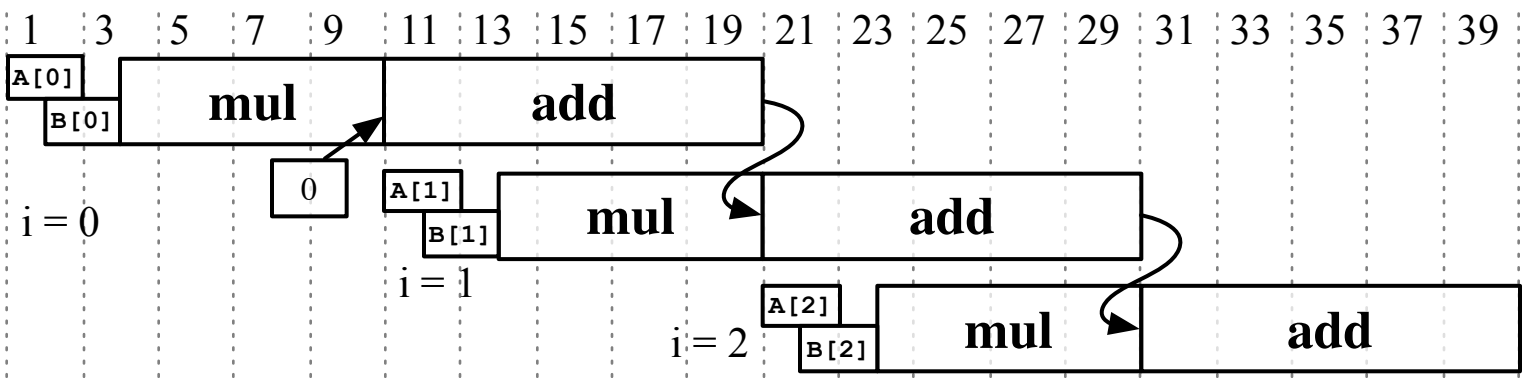 1 3 5 7 9 11 13 15 17 19 21 23 25 27 29 31 33 35 37 39
A[0]
mul add
B[0]
0
A[1]
i = 0 mul add
B[1]
i = 1
A[2]
i = 2 mul add
B[2]